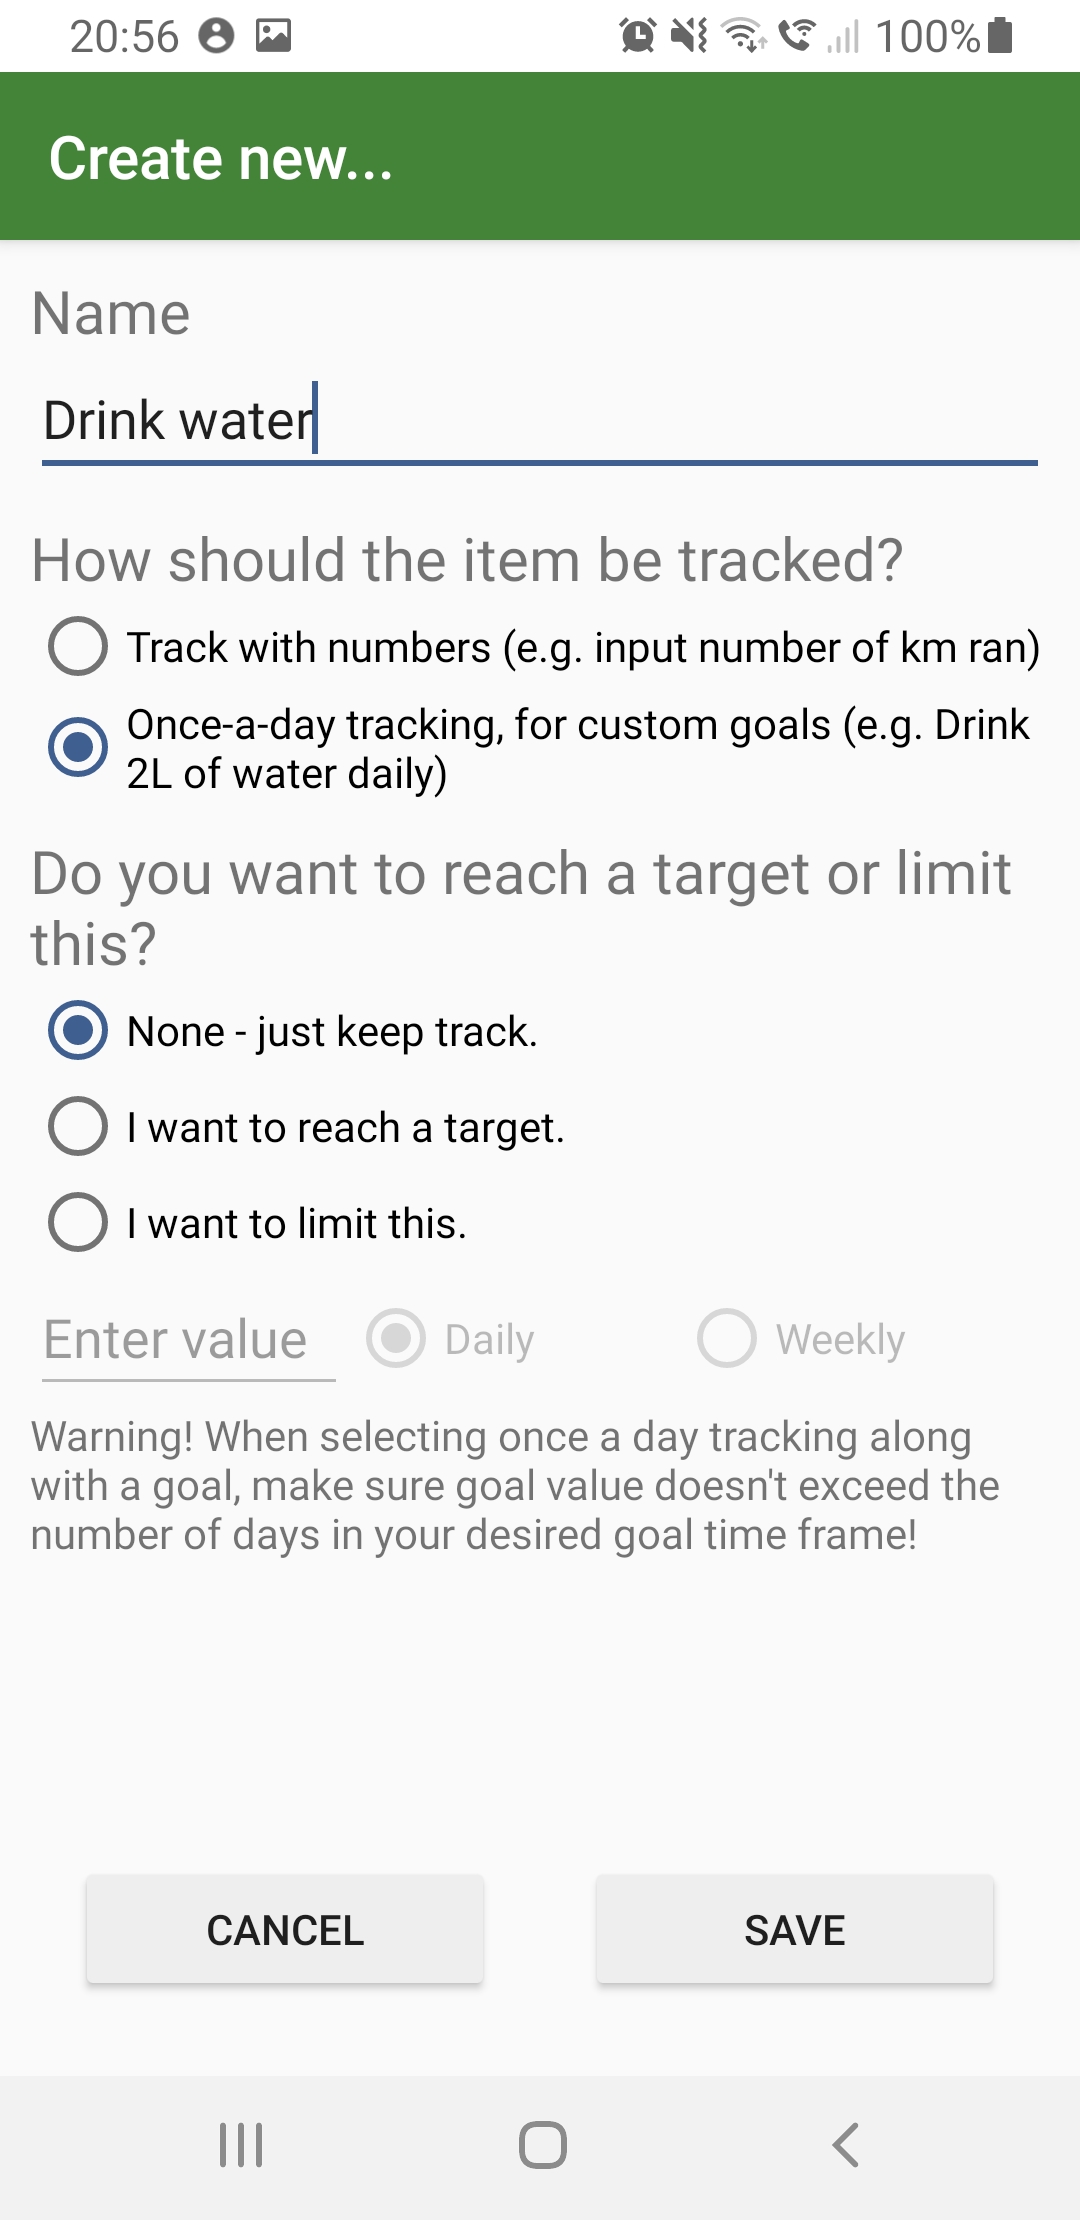 20:56
100%
Create new...
Name
Drink water
How should the item be tracked?
Track with numbers (e.g. input number of km ran)
Once-a-day tracking, for custom goals (e.g. Drink
2L of water daily)
Do you want to reach a target or limit
this?
None - just keep track.
I want to reach a target.
I want to limit this.
Enter value Daily Weekly
Warning! When selecting once a day tracking along
with a goal, make sure goal value doesn't exceed the
number of days in your desired goal time frame!
CANCEL SAVE